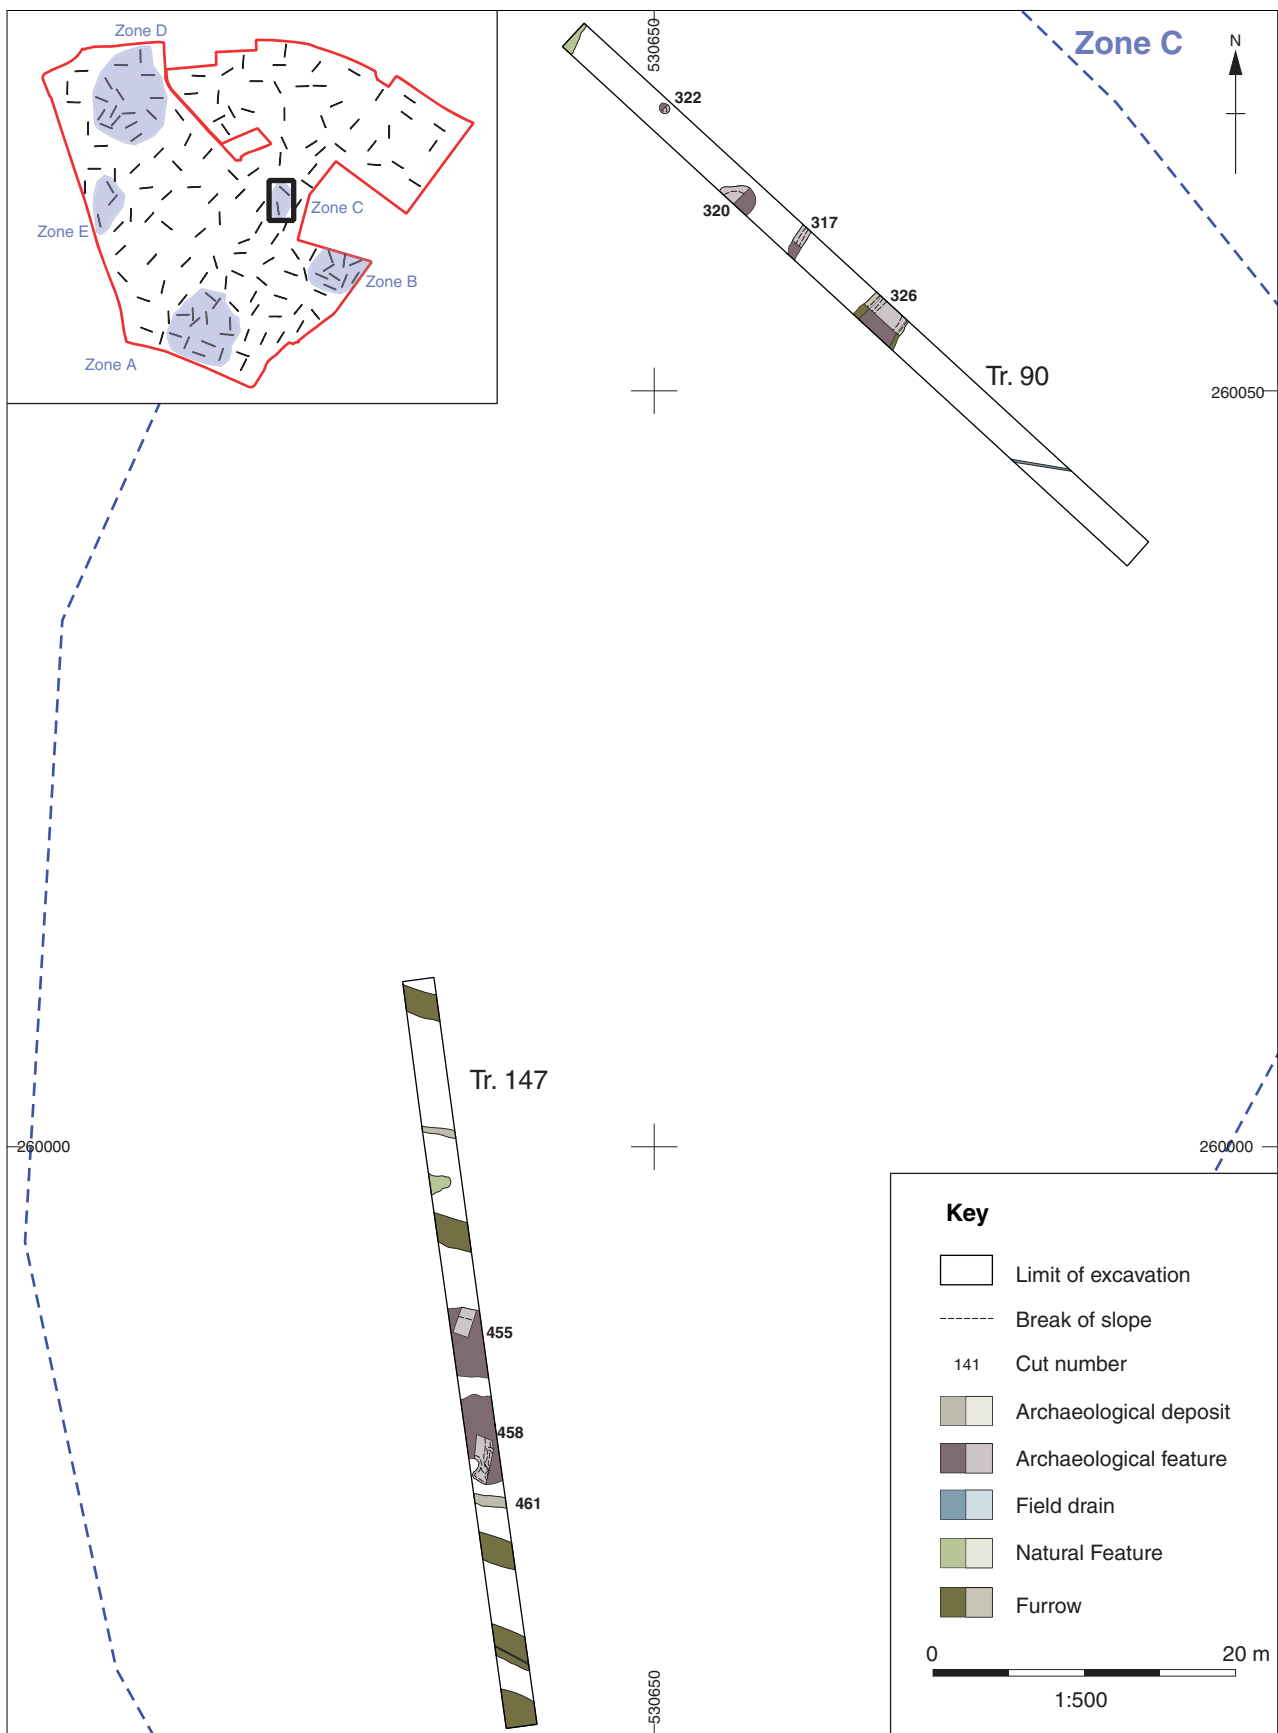 Zone D
Zone C
Zone E
Zone B
Zone A
530650
Zone C
N
322
320
317
326
Tr. 90
260050
Tr. 147
260000
260000
455
458
461
530650
Key
Limit of excavation
Break of slope
141 Cut number
Archaeological deposit
Archaeological feature
Field drain
Natural Feature
Furrow
0 20 m
1:500